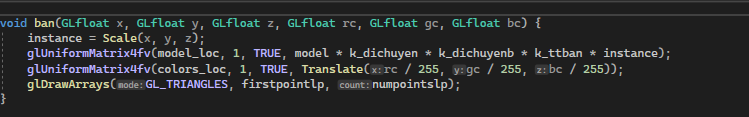 void ban(GLfloat x, GLfloat y, GLfloat z, GLfloat rc, GLfloat gc, GLfloat bc) {
    instance = Scale(x, y, z);
    glUniformMatrix4fv(model_loc, 1, TRUE, model * k_dichuyen * k_dichuyenb * k_ttban * instance);
    glUniformMatrix4fv(colors_loc, 1, TRUE, Translate(x:rc / 255, y:gc / 255, z:bc / 255));
    glDrawArrays(mode:GL_TRIANGLES, firstpointlp, count:numpointslp);
}